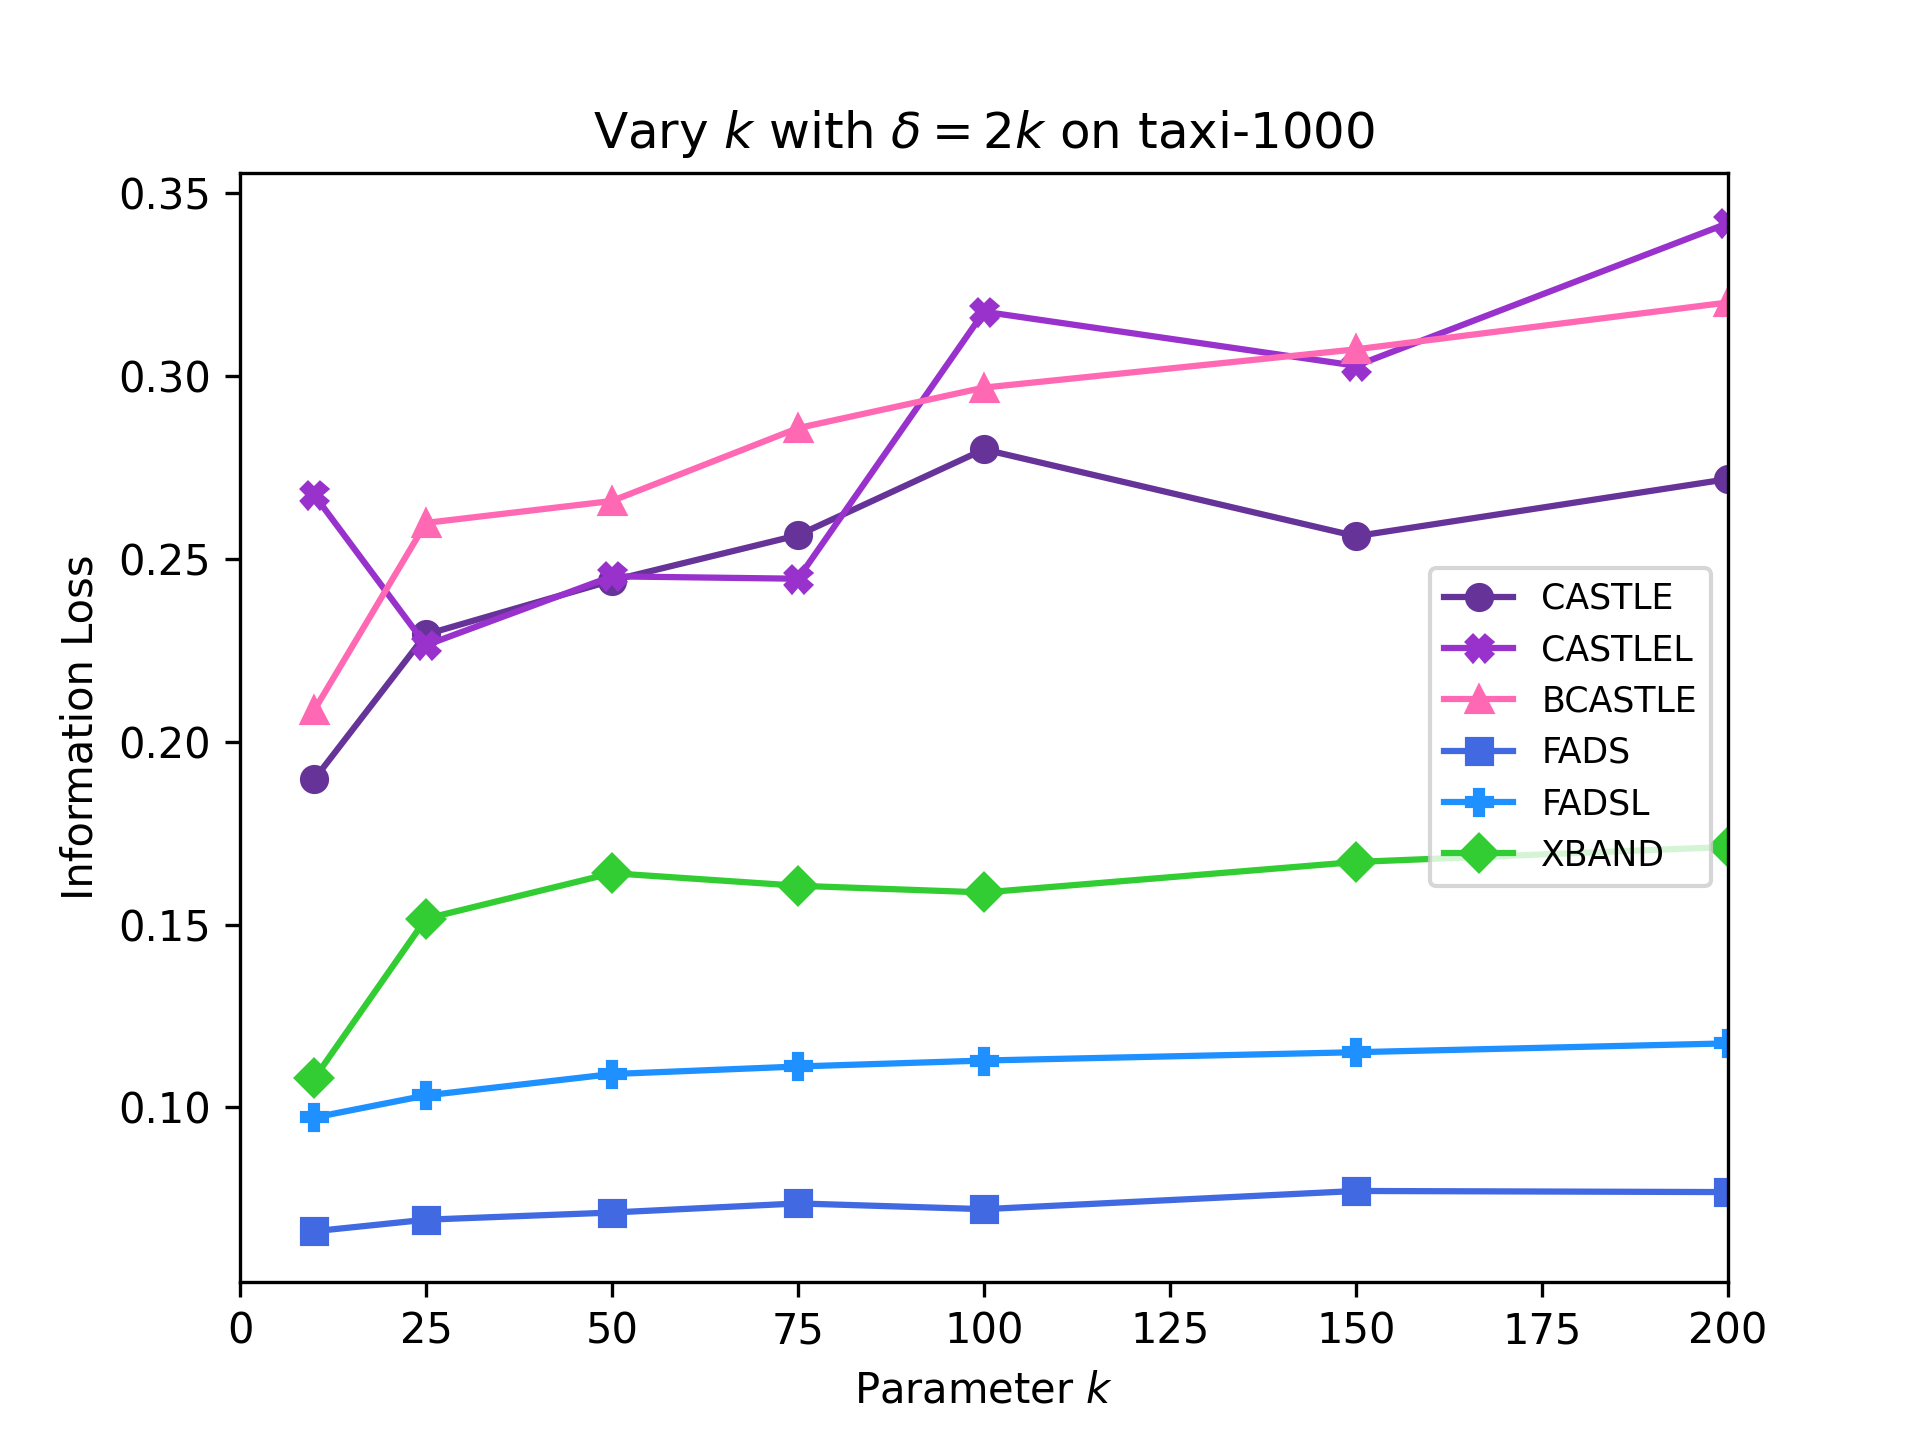 Vary k with δ = 2k on taxi-1000
0.35
0.30
0.25
0.20
0.15
0.10
Information Loss
CASTLE
CASTLEL
BCASTLE
FADS
FADSL
XBAND
0 25 50 75 100 125 150 175 200
Parameter k